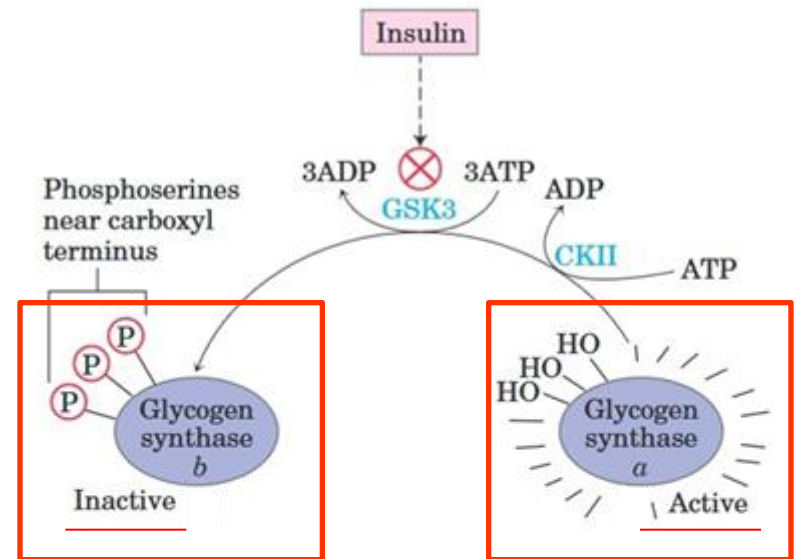 Insulin
3ADP
3ATP
GSK3
ADP
CKII
ATP
Phosphoserines
near carboxyl
terminus
P
P
P
Glycogen
synthase
b
Inactive
HO
HO
HO
Glycogen
synthase
a
Active